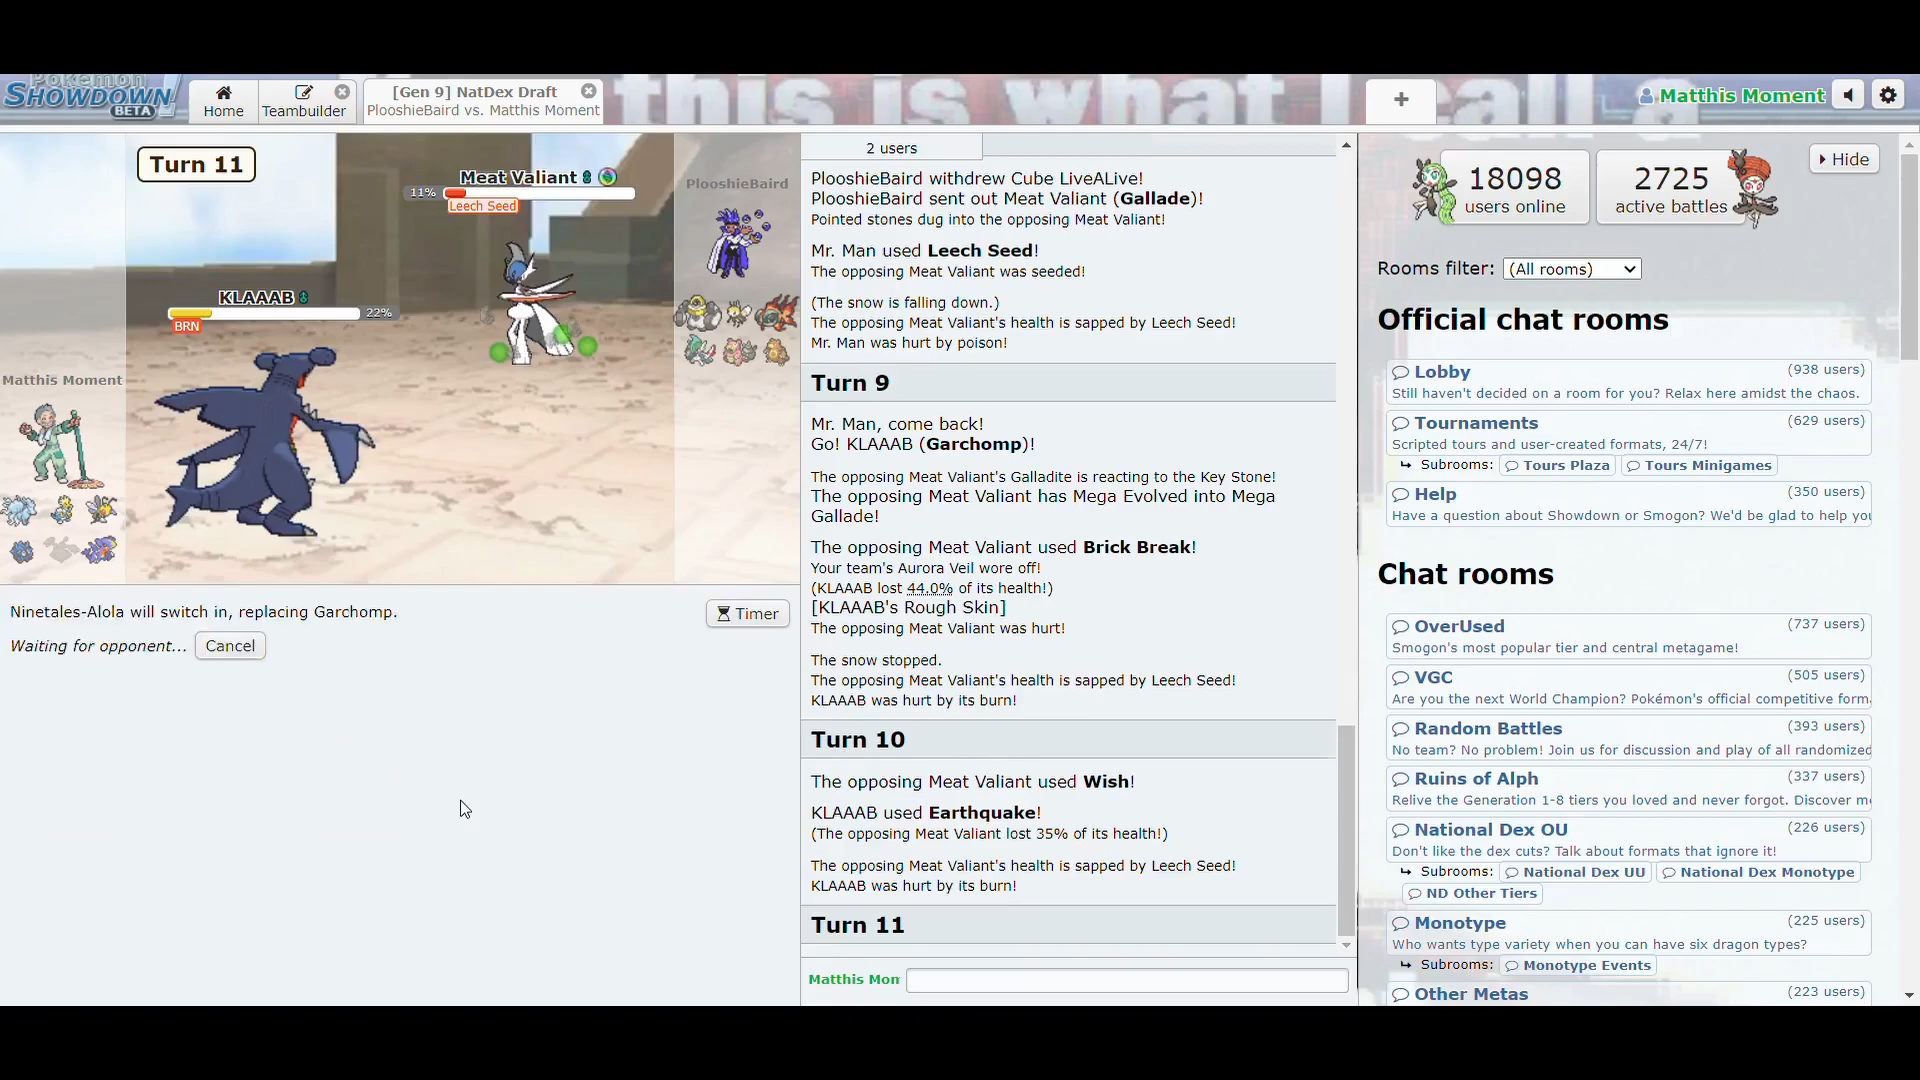 Pokémon
SHOWDOWN
BETA
Home
Teambuilder
[Gen 9] NatDex Draft
PlooshieBaird vs. Matthis Moment
this is what I call a
+
Matthis Moment
Turn 11
Meat Valiant
11%
Leech Seed
KLAAAB
22%
BRN
PlooshieBaird
Matthis Moment
Ninetales-Alola will switch in, replacing Garchomp.
Timer
Waiting for opponent...
Cancel
2 users
PlooshieBaird withdrew Cube LiveALive!
PlooshieBaird sent out Meat Valiant (Gallade)!
Pointed stones dug into the opposing Meat Valiant!
Mr. Man used Leech Seed!
The opposing Meat Valiant was seeded!
(The snow is falling down.)
The opposing Meat Valiant's health is sapped by Leech Seed!
Mr. Man was hurt by poison!
Turn 9
Mr. Man, come back!
Go! KLAAAB (Garchomp)!
The opposing Meat Valiant's Galladite is reacting to the Key Stone!
The opposing Meat Valiant has Mega Evolved into Mega
Gallade!
The opposing Meat Valiant used Brick Break!
Your team's Aurora Veil wore off!
(KLAAAB lost 44.0% of its health!)
[KLAAAB's Rough Skin]
The opposing Meat Valiant was hurt!
The snow stopped.
The opposing Meat Valiant's health is sapped by Leech Seed!
KLAAAB was hurt by its burn!
Turn 10
The opposing Meat Valiant used Wish!
KLAAAB used Earthquake!
(The opposing Meat Valiant lost 35% of its health!)
The opposing Meat Valiant's health is sapped by Leech Seed!
KLAAAB was hurt by its burn!
Turn 11
Matthis Mon
18098
users online
2725
active battles
Hide
Rooms filter: (All rooms)
Official chat rooms
Lobby (938 users)
Still haven't decided on a room for you? Relax here amidst the chaos.
Tournaments (629 users)
Scripted tours and user-created formats, 24/7!
Subrooms: Tours Plaza Tours Minigames
Help (350 users)
Have a question about Showdown or Smogon? We'd be glad to help you
Chat rooms
OverUsed (737 users)
Smogon's most popular tier and central metagame!
VGC (505 users)
Are you the next World Champion? Pokémon's official competitive form
Random Battles (393 users)
No team? No problem! Join us for discussion and play of all randomized
Ruins of Alph (337 users)
Relive the Generation 1-8 tiers you loved and never forgot. Discover m
National Dex OU (226 users)
Don't like the dex cuts? Talk about formats that ignore it!
Subrooms: National Dex UU National Dex Monotype
ND Other Tiers
Monotype (225 users)
Who wants type variety when you can have six dragon types?
Subrooms: Monotype Events
Other Metas (223 users)